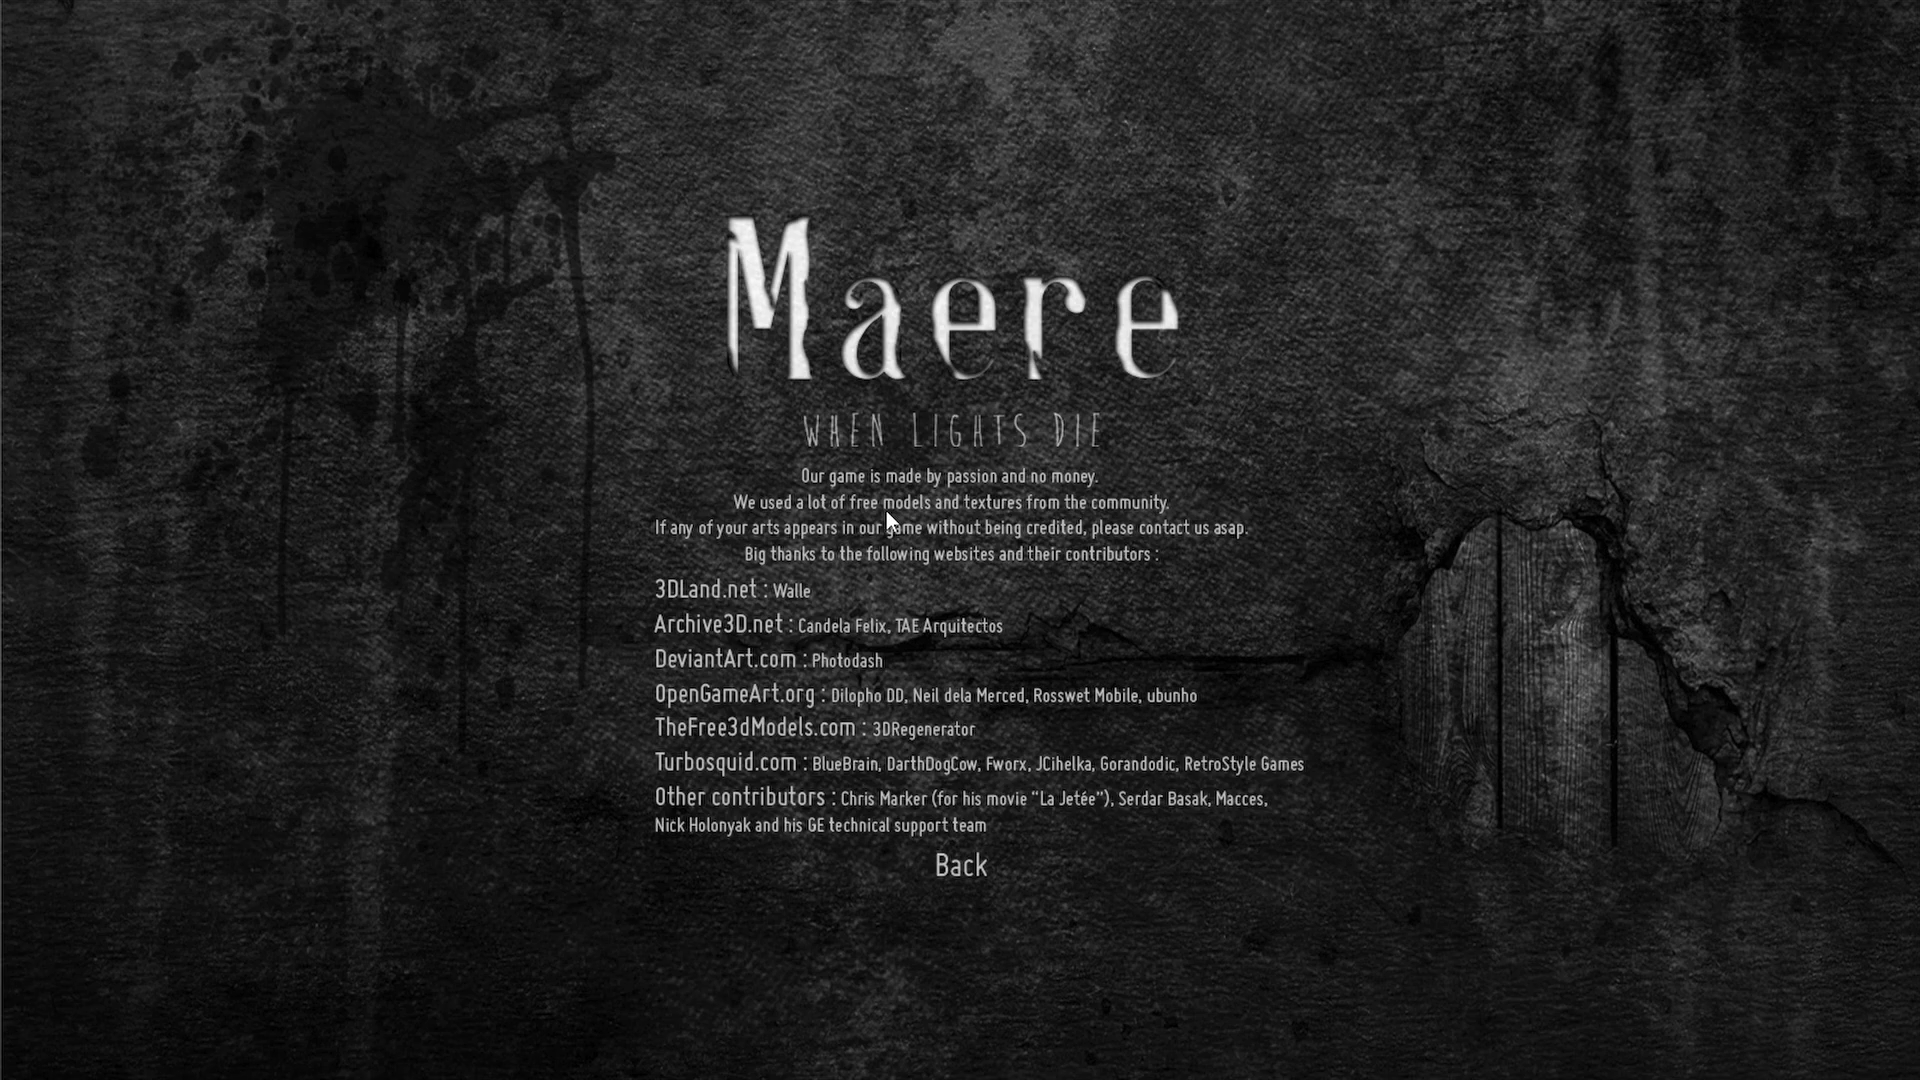 Maere
WHEN LIGHTS DIE
Our game is made by passion and no money.
We used a lot of free models and textures from the community.
If any of your arts appears in our game without being credited, please contact us asap.
Big thanks to the following websites and their contributors :
3DLand.net : Walle
Archive3D.net : Candela Felix, TAE Arquitectos
DeviantArt.com : Photodash
OpenGameArt.org : Dilopho DD, Neil dela Merced, Rosswet Mobile, ubunho
TheFree3dModels.com : 3DRegenerator
Turbosquid.com : BlueBrain, DarthDogCow, Fworx, JCihelka, Gorandodic, RetroStyle Games
Other contributors : Chris Marker (for his movie “La Jetée”), Serdar Basak, Macces,
Nick Holonyak and his GE technical support team
Back